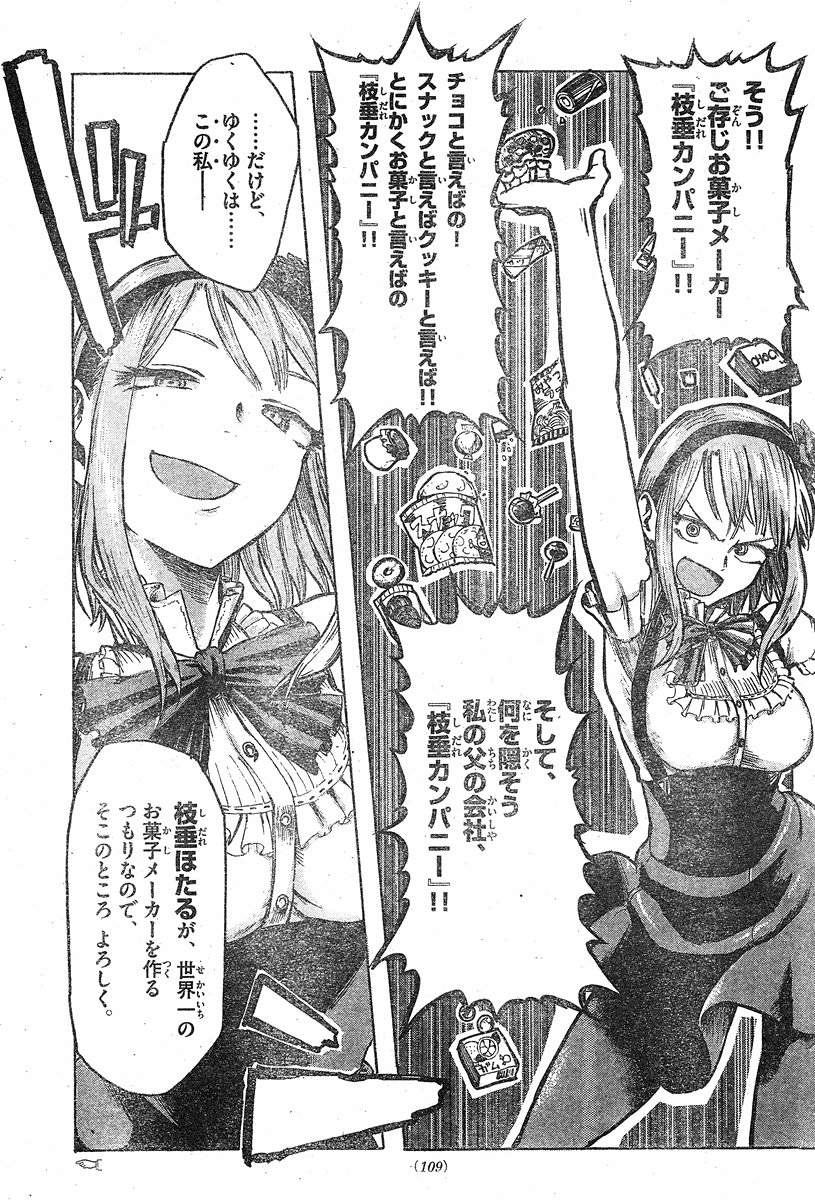 そう!!
ご存じお菓子メーカー
『枝垂カンパニー』!!
チョコと言えばの!
スナックと言えばクッキーと言えば!!
とにかくお菓子と言えばの
『枝垂カンパニー』!!
CHOCO
そして、
何を隠そう
私の父の会社、
『枝垂カンパニー』!!
……だけど、
ゆくゆくは……
この私──
枝垂ほたるが、世界一の
お菓子メーカーを作る
つもりなので、
そこのところ よろしく。
(109)